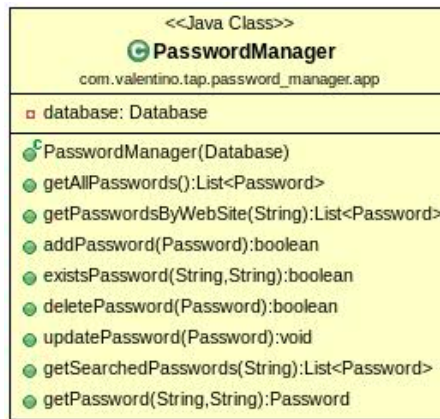 <<Java Class>>
C PasswordManager
com.valentino.tap.password_manager.app
database: Database
C PasswordManager(Database)
getAllPasswords():List<Password>
getPasswordsByWebSite(String):List<Password>
addPassword(Password):boolean
existsPassword(String,String):boolean
deletePassword(Password):boolean
updatePassword(Password):void
getSearchedPasswords(String):List<Password>
getPassword(String,String):Password